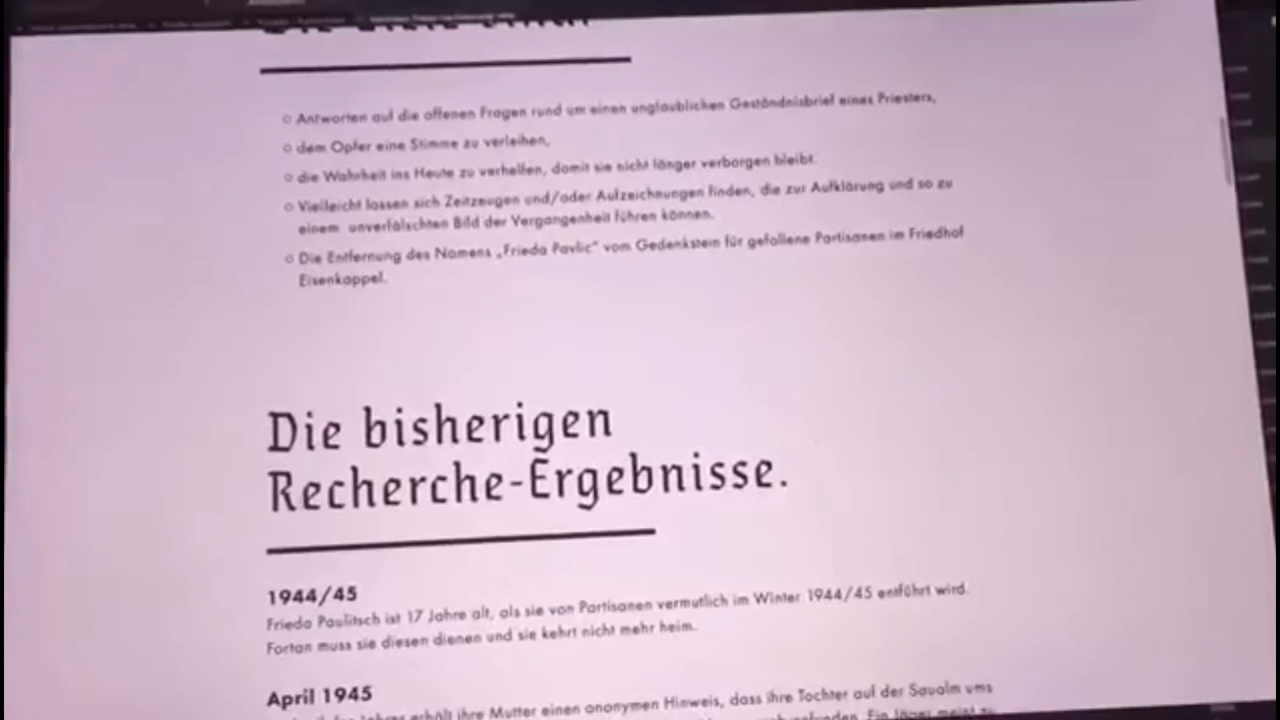 ○ Antworten auf die offenen Fragen rund um einen unglaublichen Geständnisbrief eines Priesters,
○ dem Opfer eine Stimme zu verleihen,
○ die Wahrheit ins Heute zu verhelfen, damit sie nicht länger verborgen bleibt.
○ Vielleicht lassen sich Zeitzeugen und/oder Aufzeichnungen finden, die zur Aufklärung und so zu
einem unverfälschten Bild der Vergangenheit führen können.
○ Die Entfernung des Namens „Frieda Pavlic“ vom Gedenkstein für gefallene Partisanen im Friedhof
Eisenkappel.
Die bisherigen
Recherche-Ergebnisse.
1944/45
Frieda Paulitsch ist 17 Jahre alt, als sie von Partisanen vermutlich im Winter 1944/45 entführt wird.
Fortan muss sie diesen dienen und sie kehrt nicht mehr heim.
April 1945
erhält ihre Mutter einen anonymen Hinweis, dass ihre Tochter auf der Saualm ums